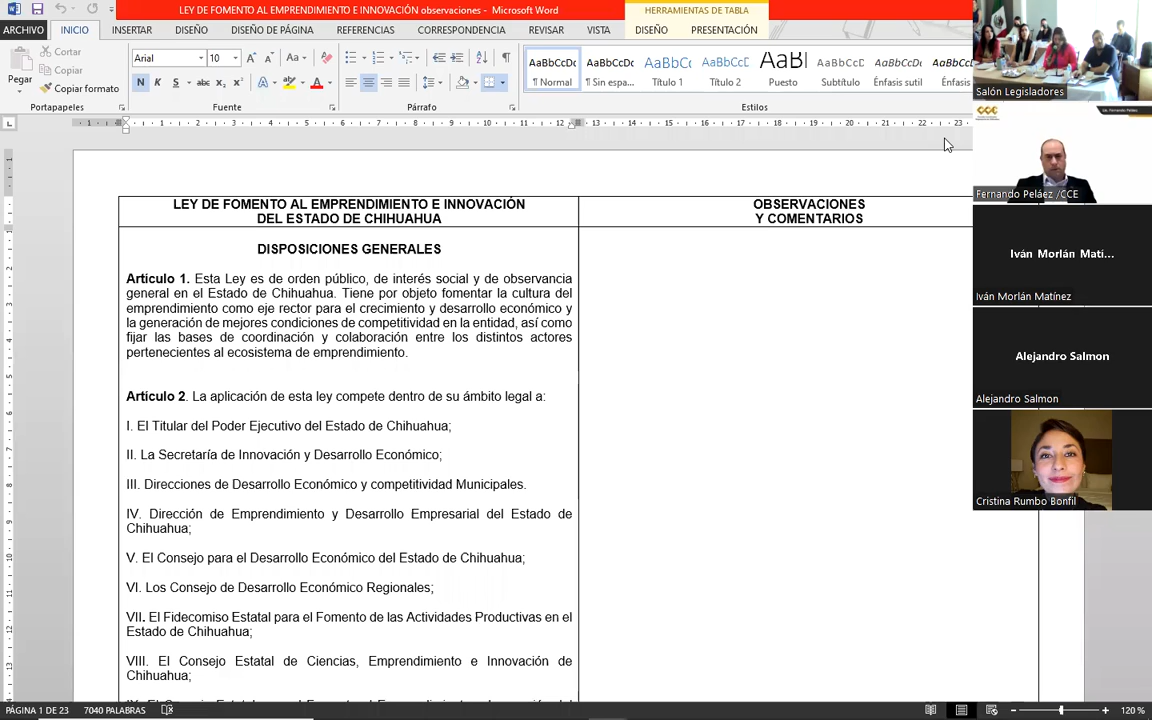 LEY DE FOMENTO AL EMPRENDIMIENTO E INNOVACIÓN observaciones - Microsoft Word
HERRAMIENTAS DE TABLA
ARCHIVO INICIO INSERTAR DISEÑO DISEÑO DE PÁGINA REFERENCIAS CORRESPONDENCIA REVISAR VISTA DISEÑO PRESENTACIÓN
Pegar
Cortar
Copiar
Copiar formato
Portapapeles
Arial 10
N K S abc x₂ x²
Fuente
Párrafo
AaBbCcDc AaBbCcDc AaBbCc AaBbCcD AaBl AaBbCcD AaBbCcDc AaBbCcDc
¶ Normal ¶ Sin espa... Título 1 Título 2 Puesto Subtítulo Énfasis sutil Énfasis
Estilos
LEY DE FOMENTO AL EMPRENDIMIENTO E INNOVACIÓN
DEL ESTADO DE CHIHUAHUA
OBSERVACIONES
Y COMENTARIOS
DISPOSICIONES GENERALES
Artículo 1. Esta Ley es de orden público, de interés social y de observancia
general en el Estado de Chihuahua. Tiene por objeto fomentar la cultura del
emprendimiento como eje rector para el crecimiento y desarrollo económico y
la generación de mejores condiciones de competitividad en la entidad, así como
fijar las bases de coordinación y colaboración entre los distintos actores
pertenecientes al ecosistema de emprendimiento.
Artículo 2. La aplicación de esta ley compete dentro de su ámbito legal a:
I. El Titular del Poder Ejecutivo del Estado de Chihuahua;
II. La Secretaría de Innovación y Desarrollo Económico;
III. Direcciones de Desarrollo Económico y competitividad Municipales.
IV. Dirección de Emprendimiento y Desarrollo Empresarial del Estado de
Chihuahua;
V. El Consejo para el Desarrollo Económico del Estado de Chihuahua;
VI. Los Consejo de Desarrollo Económico Regionales;
VII. El Fidecomiso Estatal para el Fomento de las Actividades Productivas en el
Estado de Chihuahua;
VIII. El Consejo Estatal de Ciencias, Emprendimiento e Innovación de
Chihuahua;
PÁGINA 1 DE 23 7040 PALABRAS
120 %
Salón Legisladores
Fernando Peláez /CCE
Iván Morlán Matí...
Iván Morlán Matínez
Alejandro Salmon
Alejandro Salmon
Cristina Rumbo Bonfil